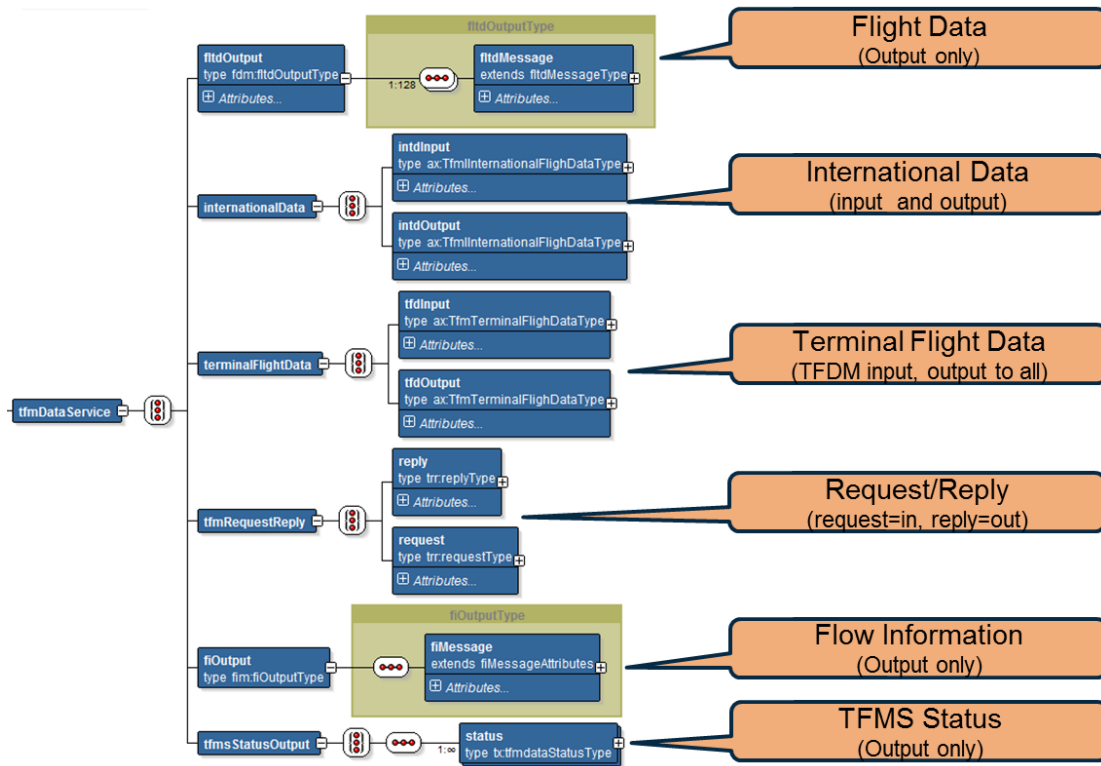 fltdOutputType
fltdOutput
type fdm:fltdOutputType
Attributes...
1:128
fltdMessage
extends fltdMessageType
Attributes...
Flight Data
(Output only)
internationalData
intdInput
type ax:TfmIInternationalFlighDataType
Attributes...
intdOutput
type ax:TfmIInternationalFlighDataType
Attributes...
International Data
(input and output)
terminalFlightData
tfdInput
type ax:TfmTerminalFlighDataType
Attributes...
tfdOutput
type ax:TfmTerminalFlighDataType
Attributes...
Terminal Flight Data
(TFDM input, output to all)
tfmDataService
tfmRequestReply
reply
type trr:replyType
Attributes...
request
type trr:requestType
Attributes...
Request/Reply
(request=in, reply=out)
fiOutputType
fiOutput
type fim:fiOutputType
fiMessage
extends fiMessageAttributes
Attributes...
Flow Information
(Output only)
tfmsStatusOutput
1:∞
status
type tx:tfmdataStatusType
TFMS Status
(Output only)